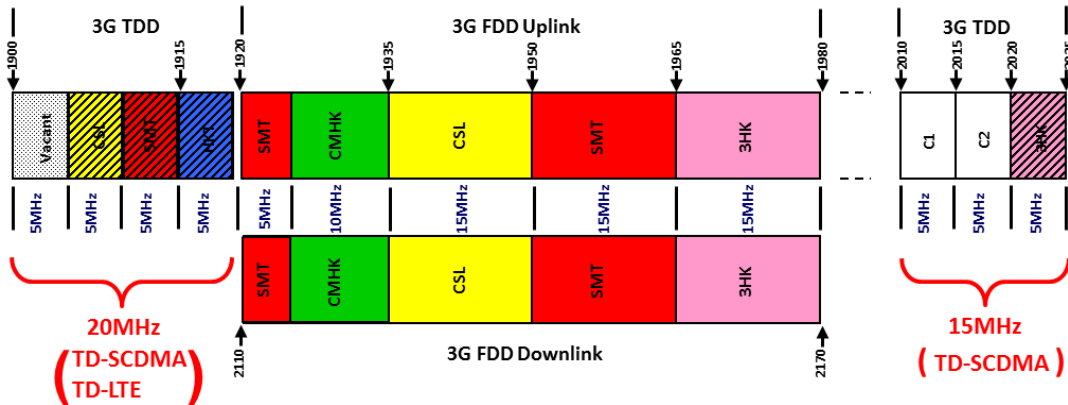 3G TDD
3G FDD Uplink
3G TDD
1900
1915
1920
1935
1950
1965
1980
2010
2015
2020
2025
Vacant
CSL
SMT
HKT
SMT
CMHK
CSL
SMT
3HK
C1
C2
3HK
5MHz
5MHz
5MHz
5MHz
5MHz
10MHz
15MHz
15MHz
15MHz
5MHz
5MHz
5MHz
SMT
CMHK
CSL
SMT
3HK
20MHz
(TD-SCDMA
TD-LTE)
2110
3G FDD Downlink
2170
15MHz
( TD-SCDMA )